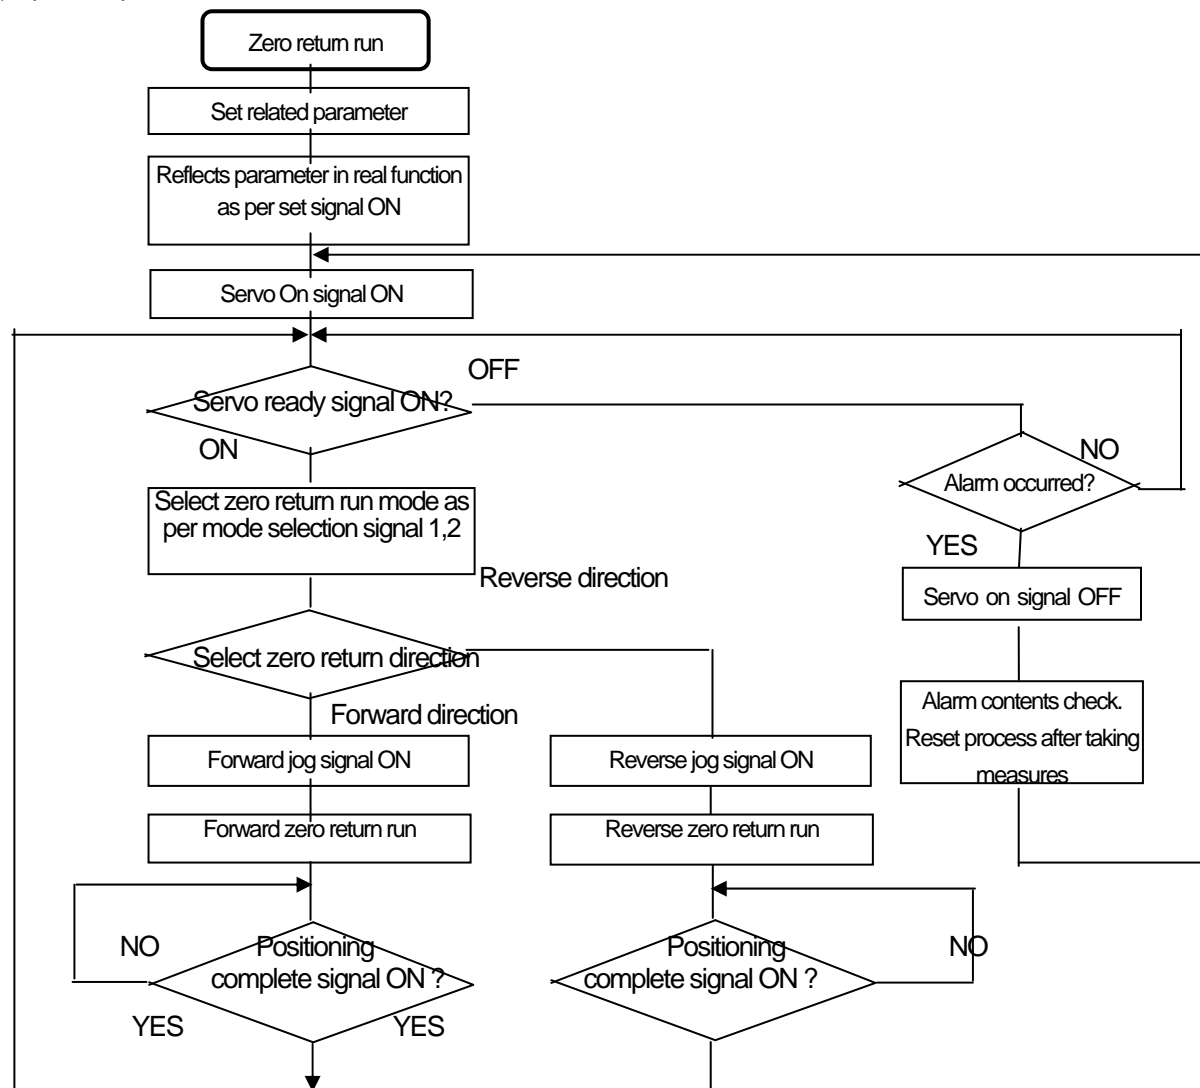 Zero return run
Set related parameter
Reflects parameter in real function
as per set signal ON
Servo On signal ON
OFF
Servo ready signal ON?
ON
NO
Alarm occurred?
Select zero return run mode as
per mode selection signal 1,2
YES
Reverse direction
Servo on signal OFF
Select zero return direction
Forward direction
Alarm contents check.
Reset process after taking
measures
Forward jog signal ON
Reverse jog signal ON
Forward zero return run
Reverse zero return run
NO
Positioning
complete signal ON ?
Positioning
complete signal ON ?
NO
YES
YES